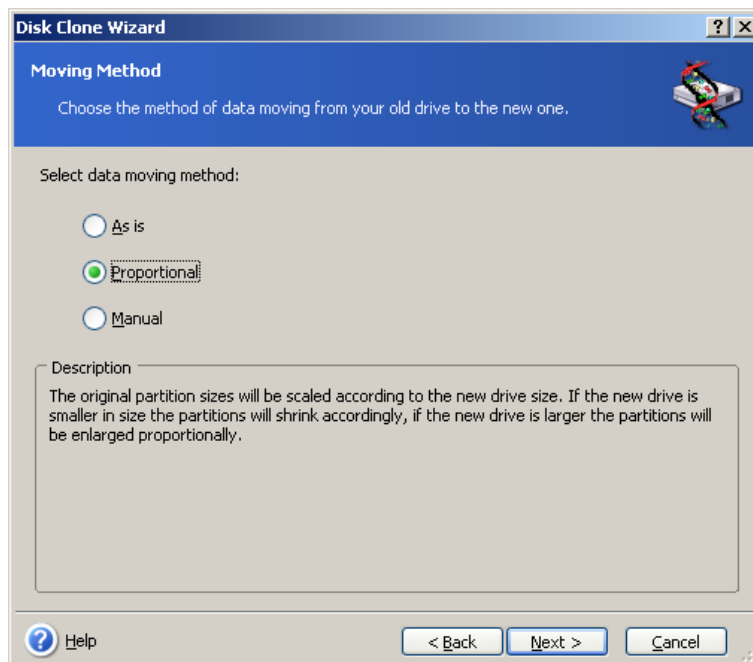 Disk Clone Wizard
Moving Method
Choose the method of data moving from your old drive to the new one.
Select data moving method:
As is
Proportional
Manual
Description
The original partition sizes will be scaled according to the new drive size. If the new drive is
smaller in size the partitions will shrink accordingly, if the new drive is larger the partitions will
be enlarged proportionally.
Help
< Back
Next >
Cancel